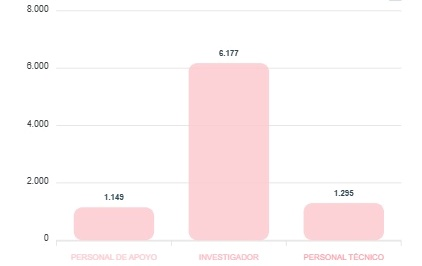 8.000
6.177
6.000
4.000
2.000
1.149
1.295
0
PERSONAL DE APOYO
INVESTIGADOR
PERSONAL TÉCNICO